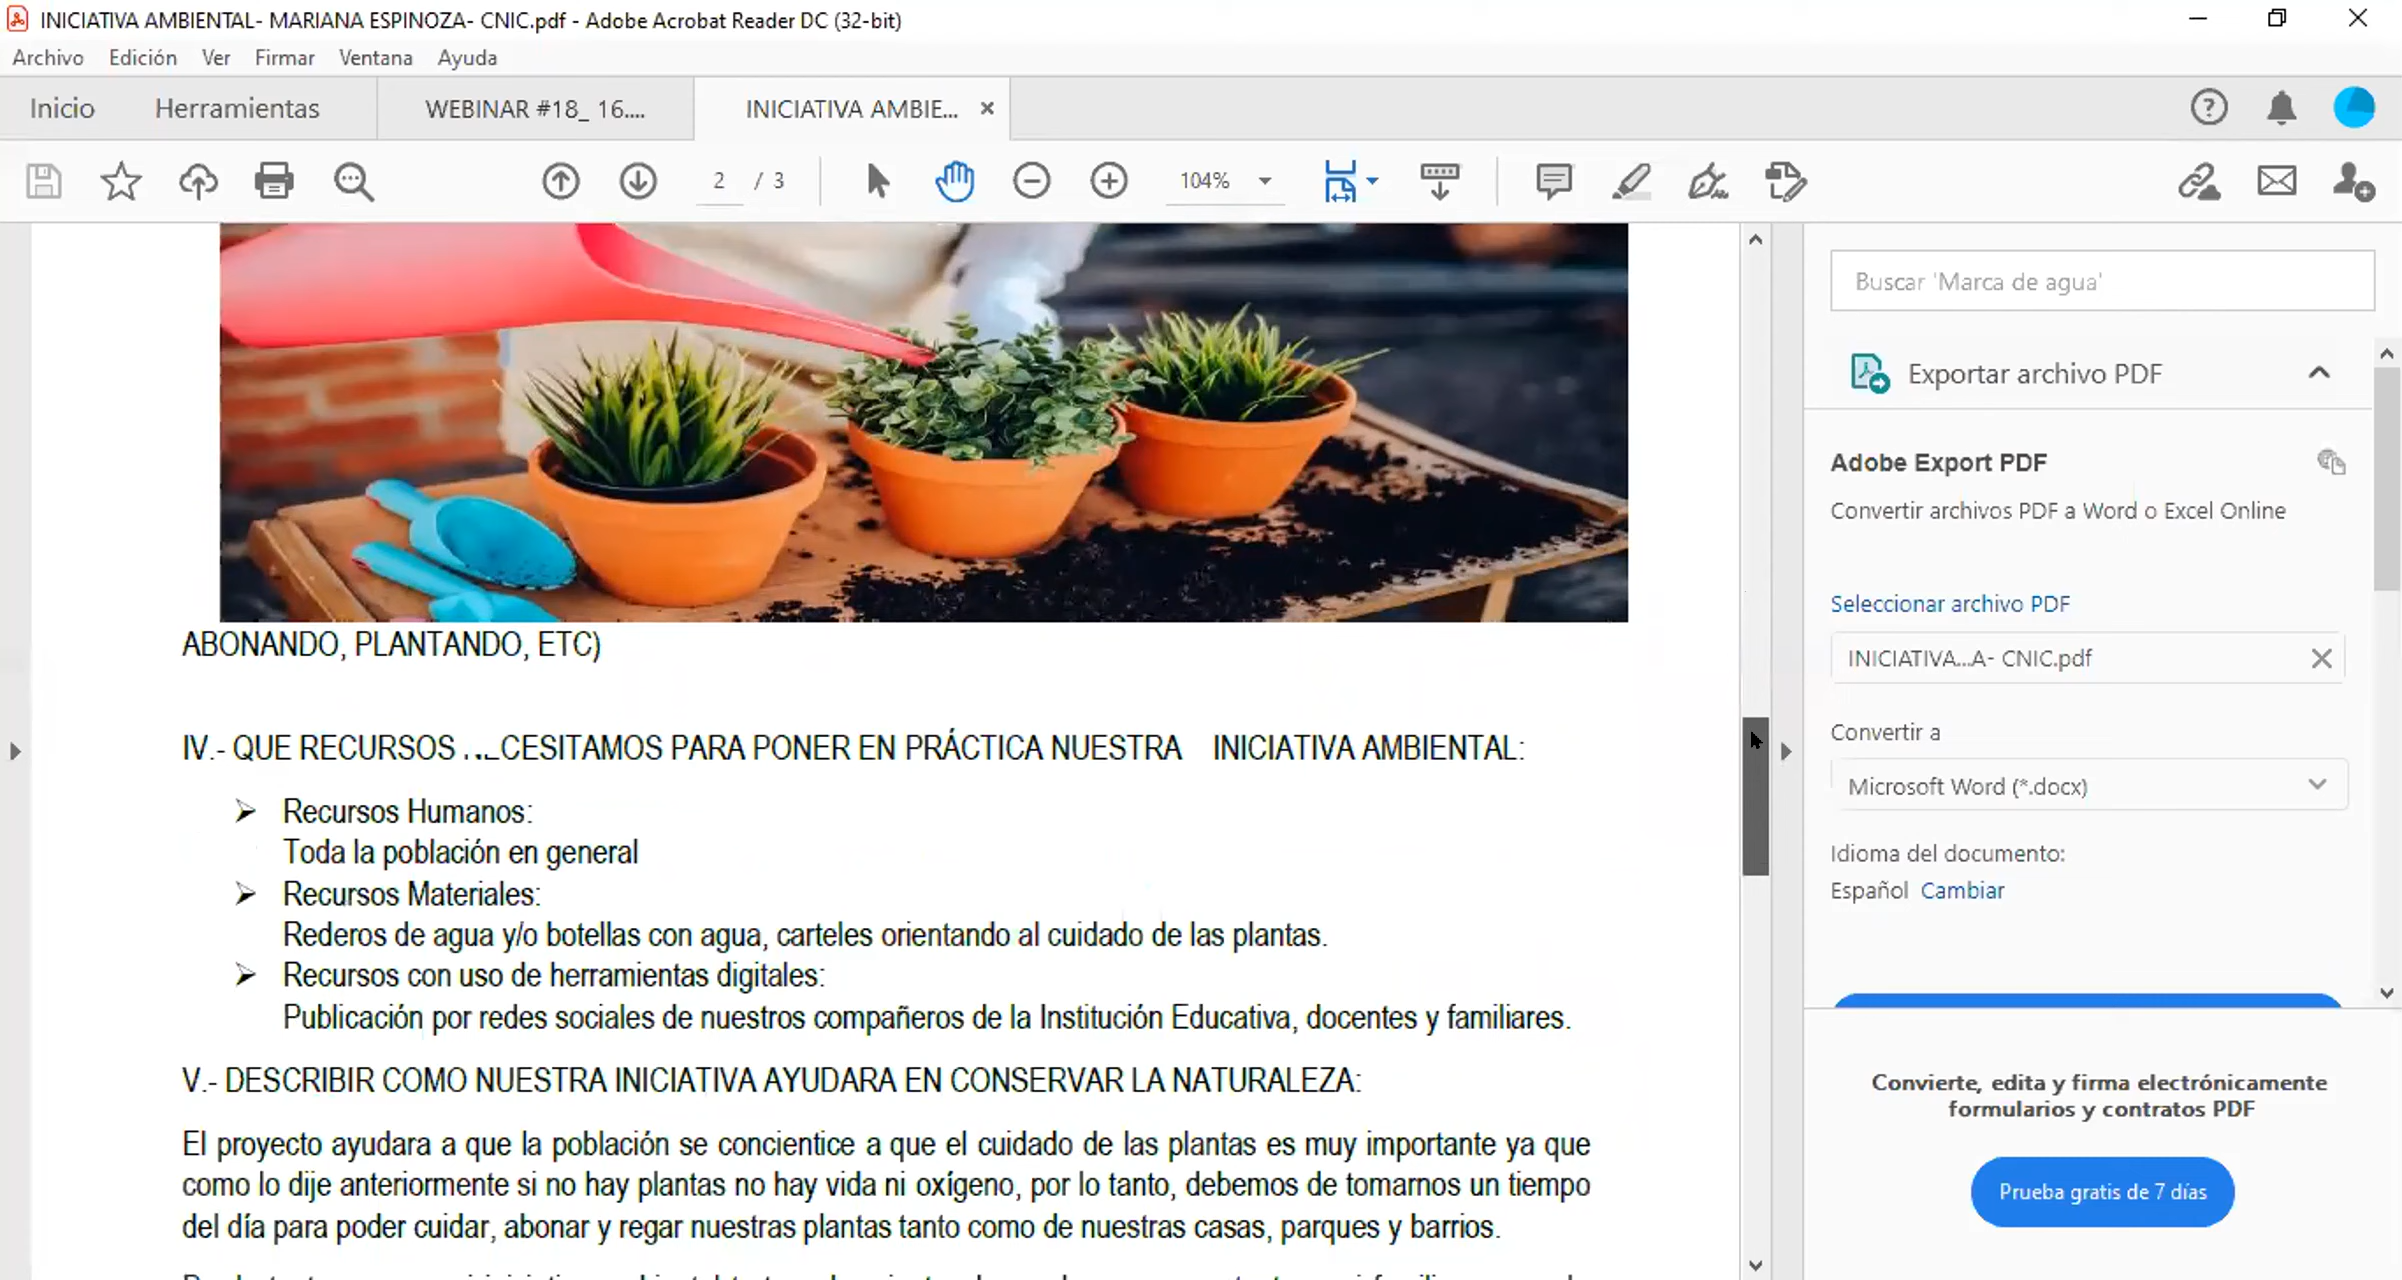 INICIATIVA AMBIENTAL- MARIANA ESPINOZA- CNIC.pdf - Adobe Acrobat Reader DC (32-bit)
Archivo Edición Ver Firmar Ventana Ayuda
Inicio Herramientas WEBINAR #18_ 16.... INICIATIVA AMBIE...
2 / 3 104%
ABONANDO, PLANTANDO, ETC)
IV.- QUE RECURSOS CESITAMOS PARA PONER EN PRÁCTICA NUESTRA INICIATIVA AMBIENTAL:
Recursos Humanos:
Toda la población en general
Recursos Materiales:
Rederos de agua y/o botellas con agua, carteles orientando al cuidado de las plantas.
Recursos con uso de herramientas digitales:
Publicación por redes sociales de nuestros compañeros de la Institución Educativa, docentes y familiares.
V.- DESCRIBIR COMO NUESTRA INICIATIVA AYUDARA EN CONSERVAR LA NATURALEZA:
El proyecto ayudara a que la población se concientice a que el cuidado de las plantas es muy importante ya que
como lo dije anteriormente si no hay plantas no hay vida ni oxígeno, por lo tanto, debemos de tomarnos un tiempo
del día para poder cuidar, abonar y regar nuestras plantas tanto como de nuestras casas, parques y barrios.
Buscar 'Marca de agua'
Exportar archivo PDF
Adobe Export PDF
Convertir archivos PDF a Word o Excel Online
Seleccionar archivo PDF
INICIATIVA...A- CNIC.pdf
Convertir a
Microsoft Word (*.docx)
Idioma del documento:
Español Cambiar
Convierte, edita y firma electrónicamente
formularios y contratos PDF
Prueba gratis de 7 días